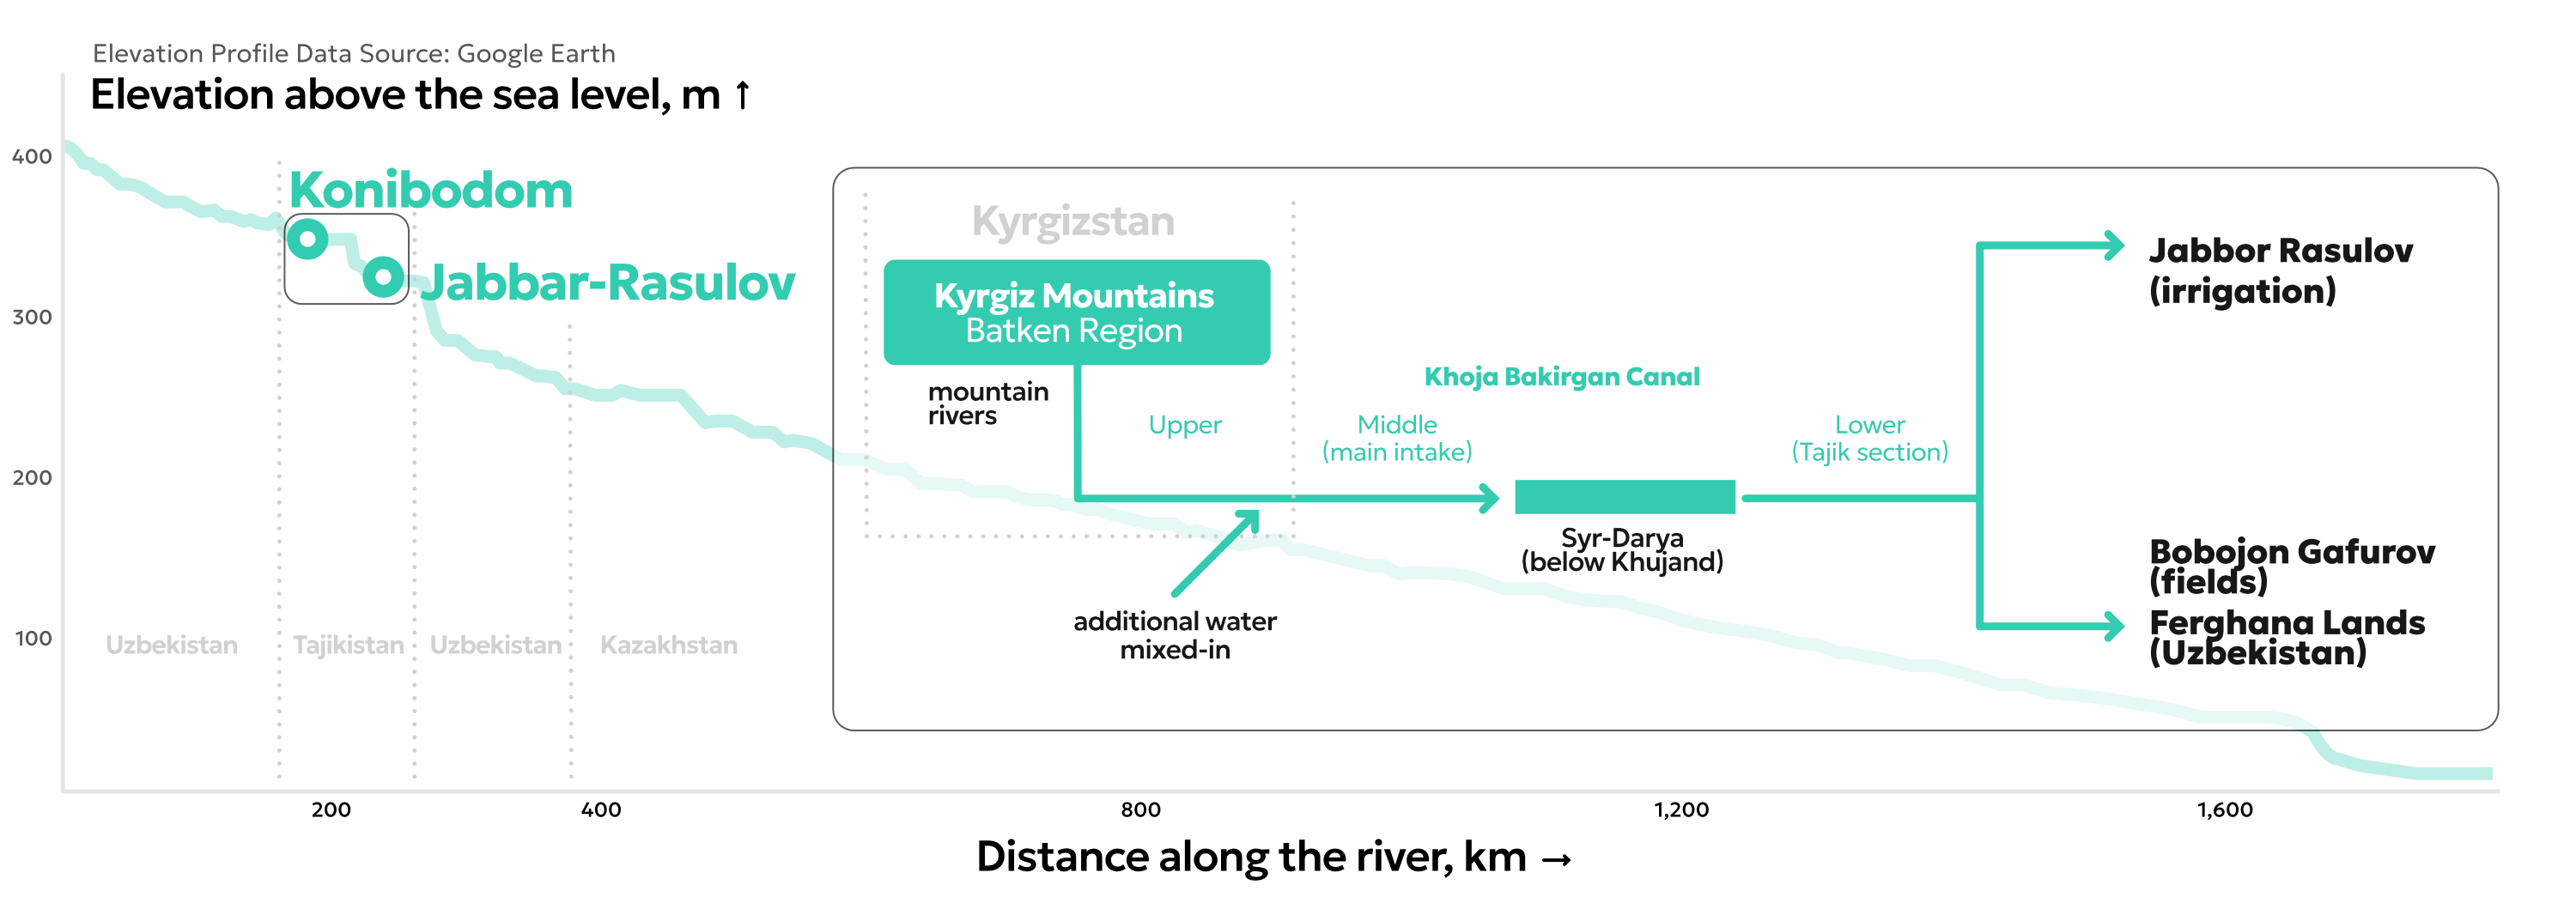 Elevation Profile Data Source: Google Earth
Elevation above the sea level, m ↑
400
300
200
100
Konibodom
Jabbar-Rasulov
Uzbekistan
Tajikistan
Uzbekistan
Kazakhstan
Kyrgizstan
Kyrgiz Mountains
Batken Region
mountain
rivers
Upper
Khoja Bakirgan Canal
Middle
(main intake)
Lower
(Tajik section)
Syr-Darya
(below Khujand)
additional water
mixed-in
Jabbor Rasulov
(irrigation)
Bobojon Gafurov
(fields)
Ferghana Lands
(Uzbekistan)
200
400
800
1,200
1,600
Distance along the river, km →